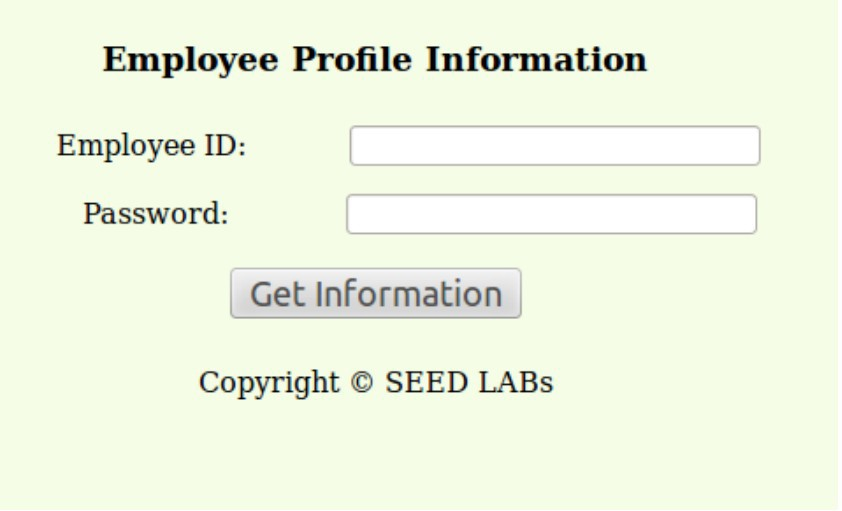 Employee Profile Information
Employee ID:
Password:
Get Information
Copyright © SEED LABs